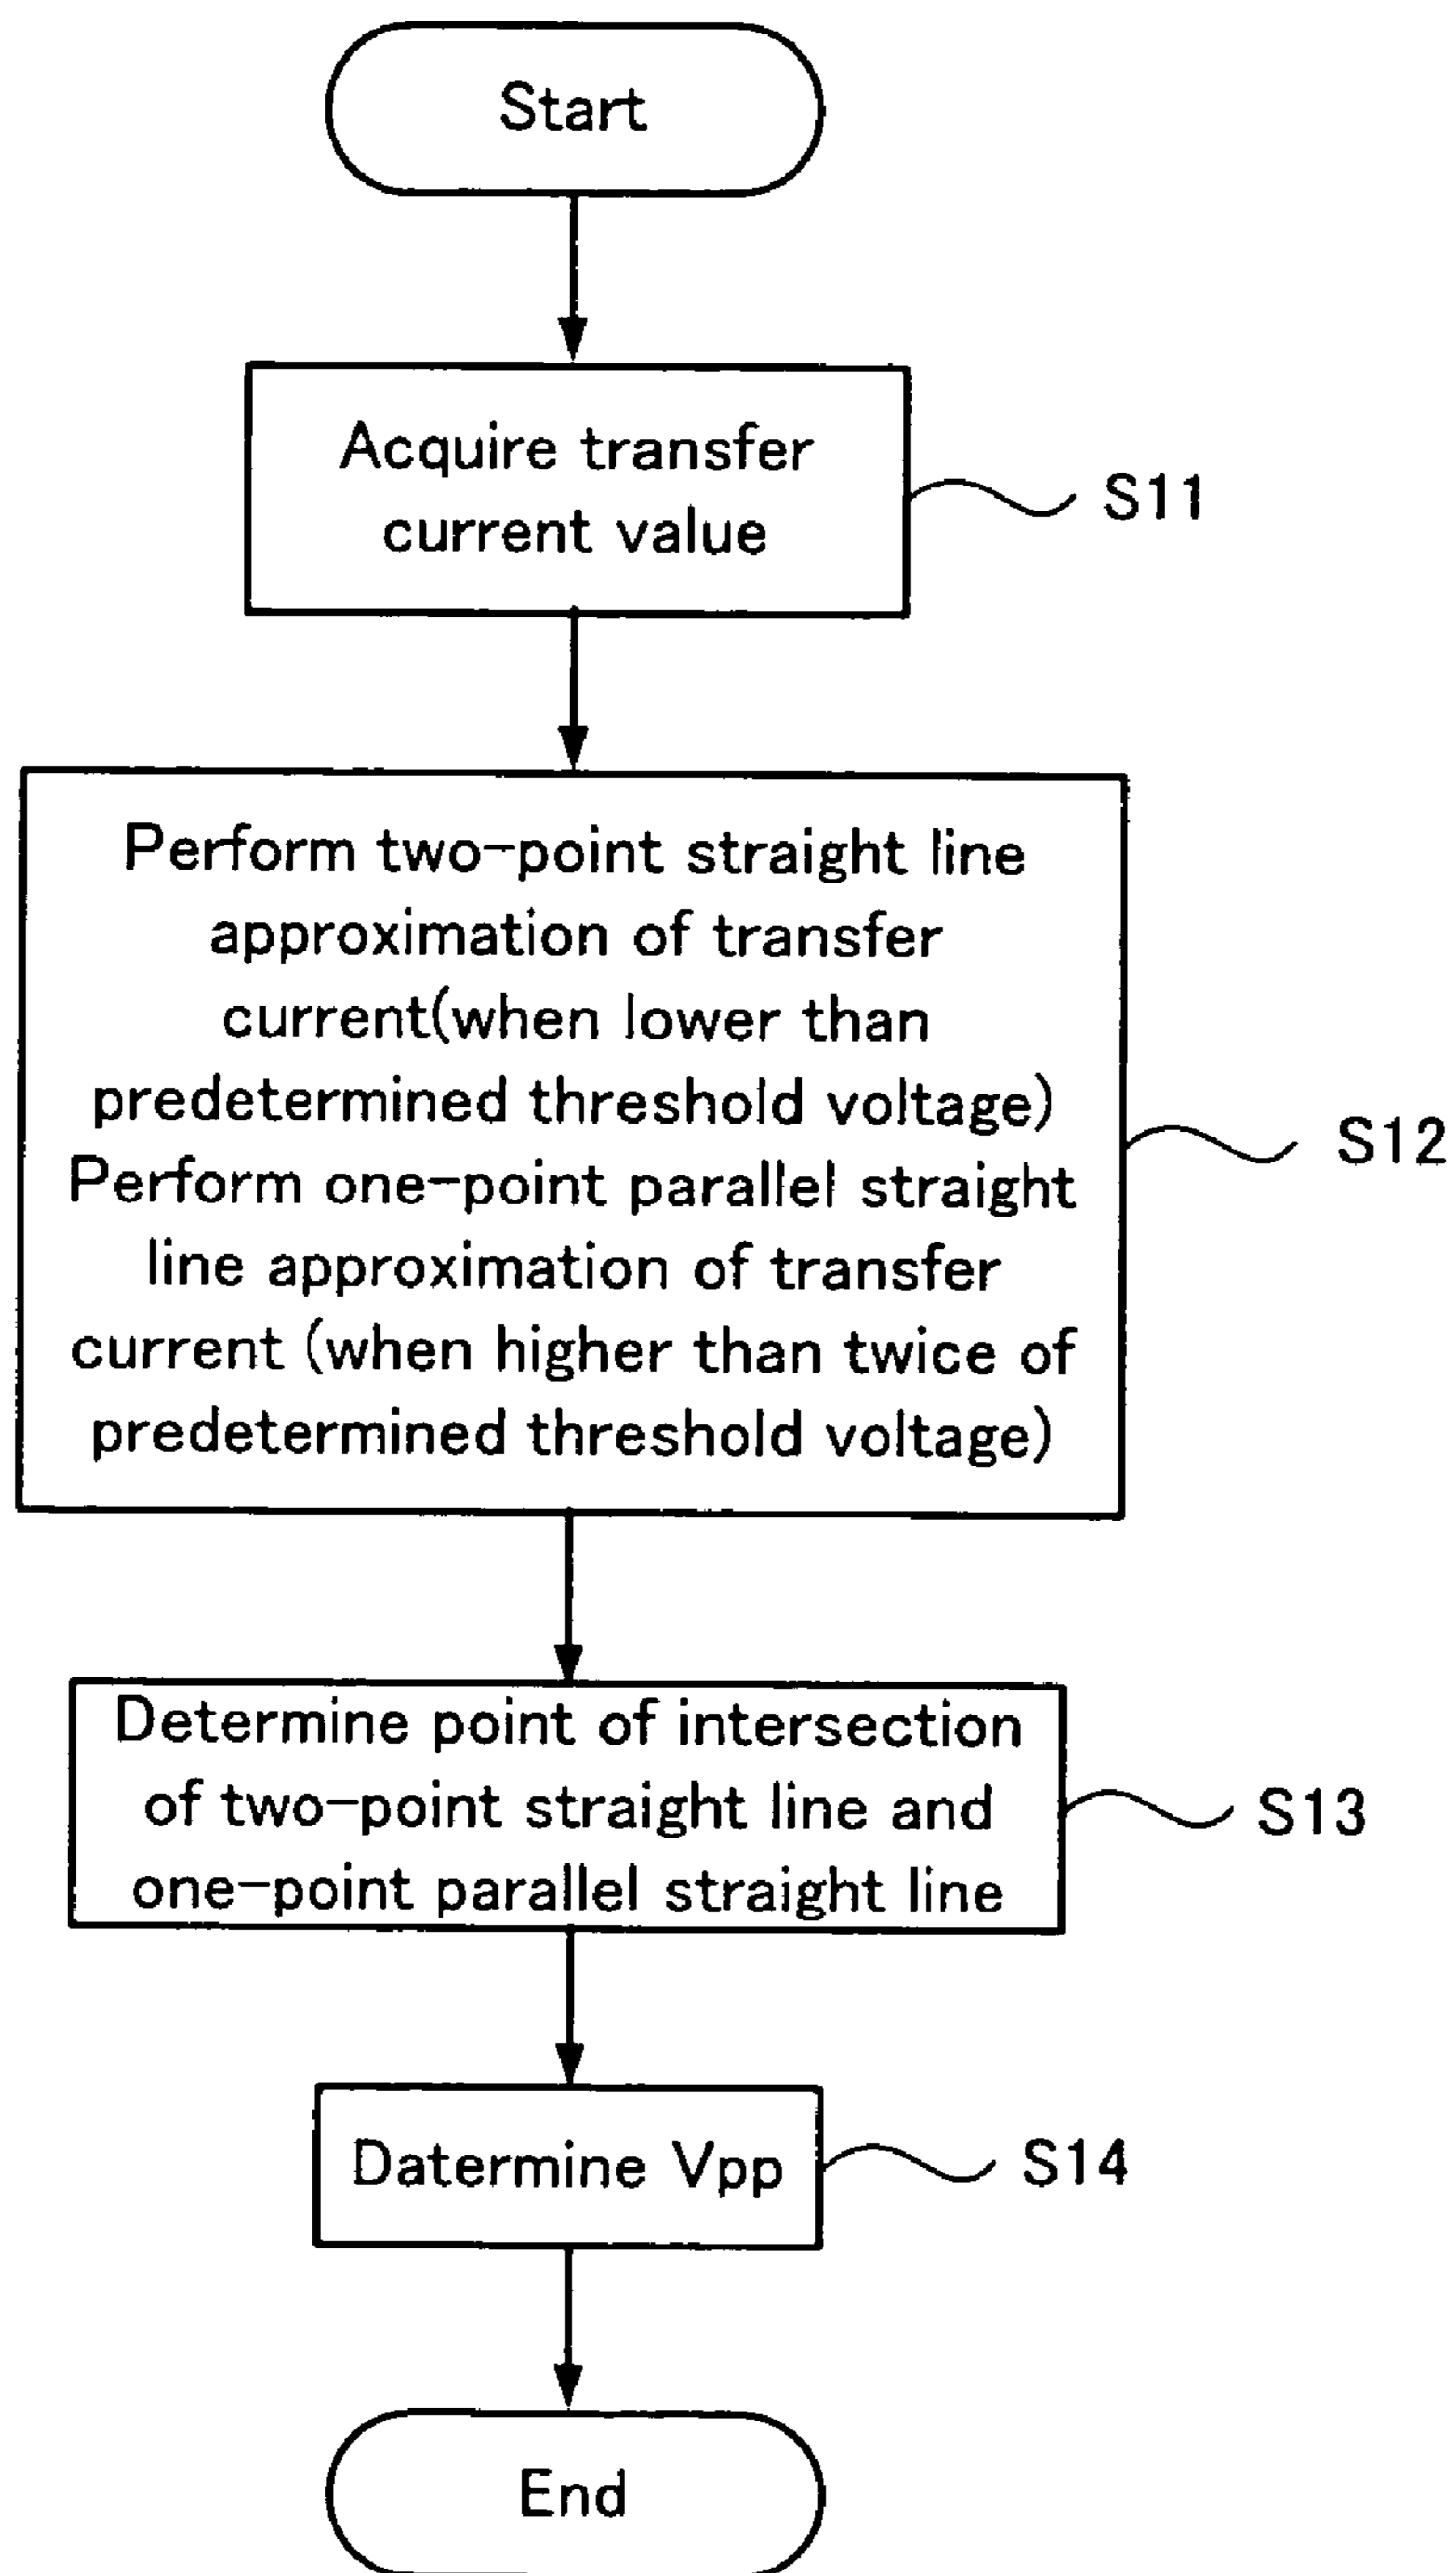 Start
Acquire transfer
current value
S11
Perform two-point straight line
approximation of transfer
current(when lower than
predetermined threshold voltage)
Perform one-point parallel straight
line approximation of transfer
current (when higher than twice of
predetermined threshold voltage)
S12
Determine point of intersection
of two-point straight line and
one-point parallel straight line
S13
Datermine Vpp
S14
End